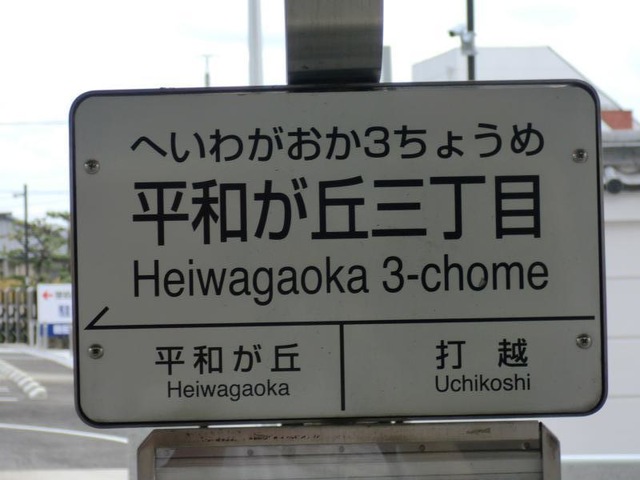 へいわがおか3ちょうめ
平和が丘三丁目
Heiwagaoka 3-chome
平和が丘
Heiwagaoka
打越
Uchikoshi